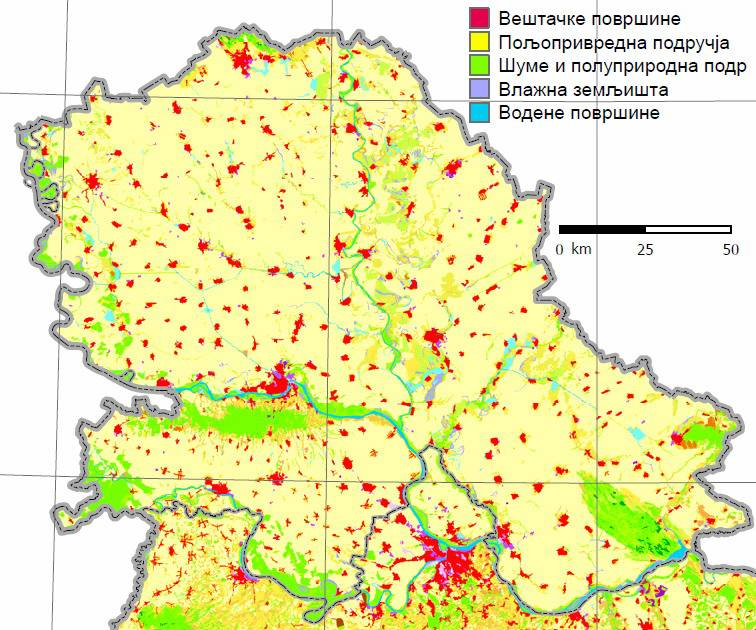 Вештачке површине
Пољопривредна подручја
Шуме и полуприродна подр
Влажна земљишта
Водене површине
0 km 25 50